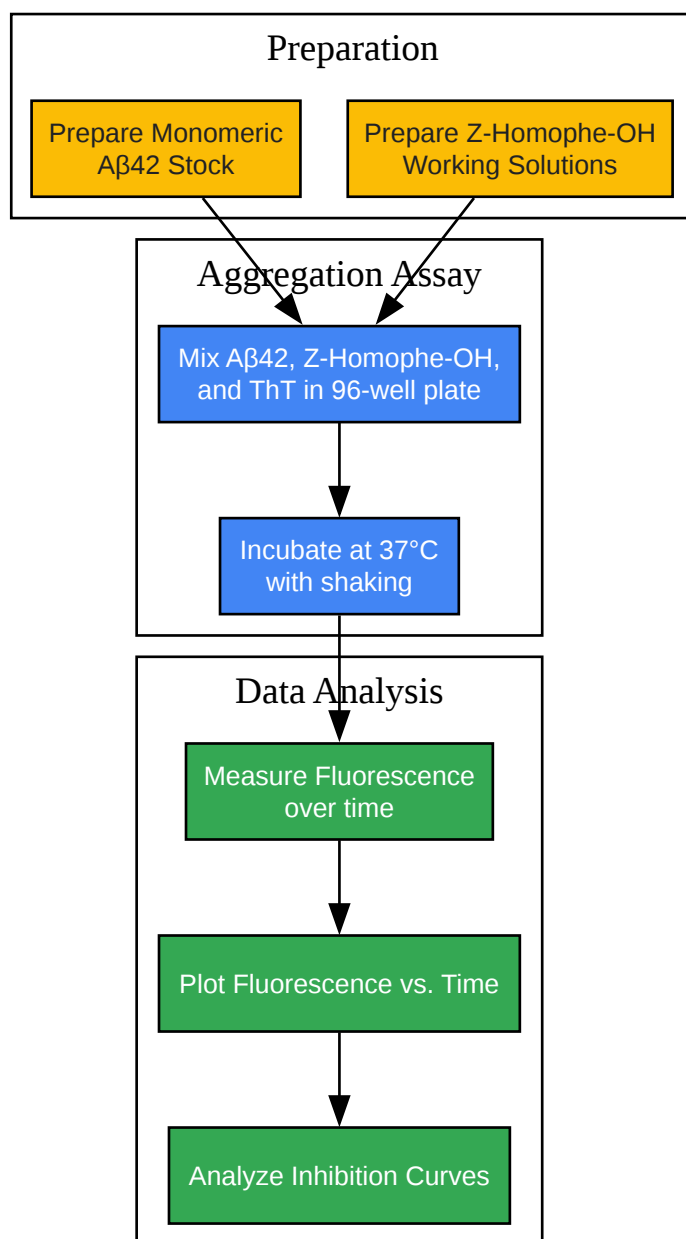 Preparation
Prepare Monomeric
Aβ42 Stock
Prepare Z-Homophe-OH
Working Solutions
Aggregation Assay
Mix Aβ42, Z-Homophe-OH,
and ThT in 96-well plate
Incubate at 37°C
with shaking
Data Analysis
Measure Fluorescence
over time
Plot Fluorescence vs. Time
Analyze Inhibition Curves